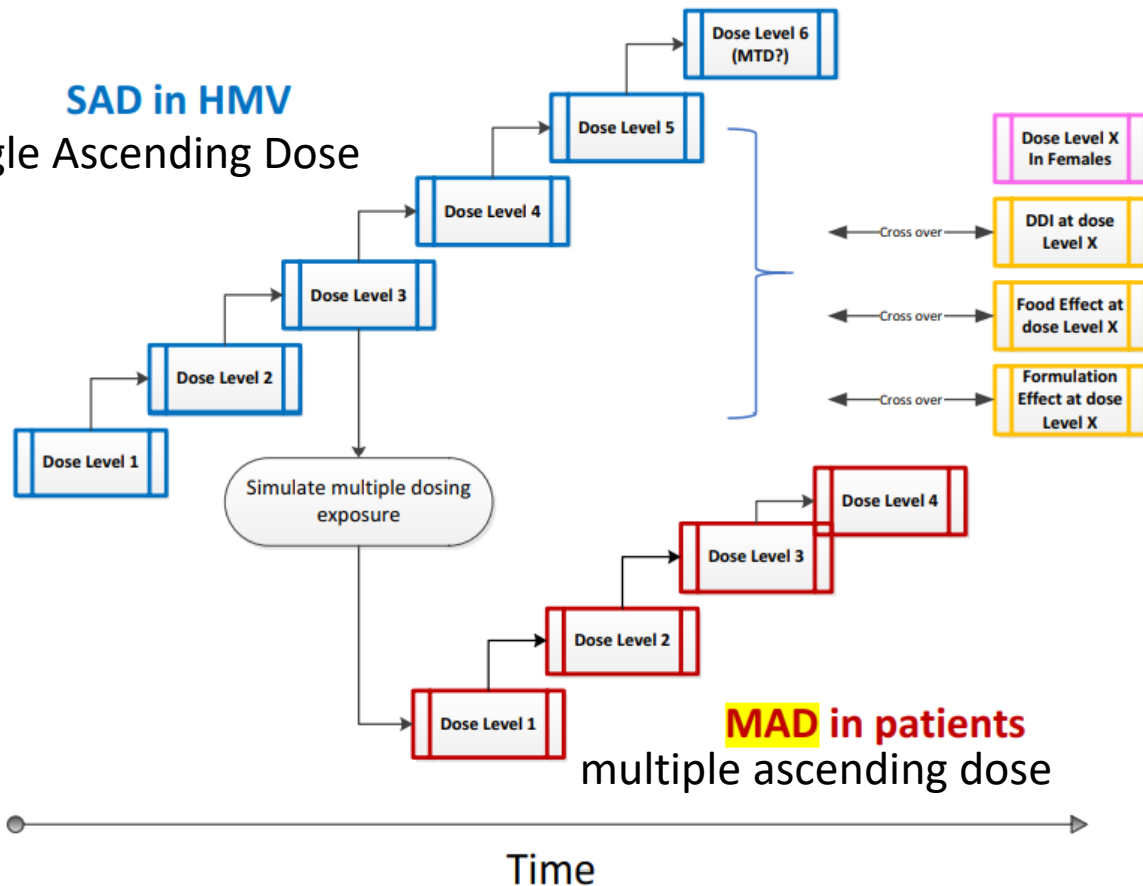 SAD in HMV
gle Ascending Dose
Dose Level 6
(MTD?)
Dose Level 5
Dose Level 4
Dose Level 3
Dose Level 2
Dose Level 1
Dose Level X
In Females
Cross over
DDI at dose
Level X
Cross over
Food Effect at
dose Level X
Cross over
Formulation
Effect at dose
Level X
Simulate multiple dosing
exposure
Dose Level 4
Dose Level 3
Dose Level 2
Dose Level 1
MAD in patients
multiple ascending dose
Time